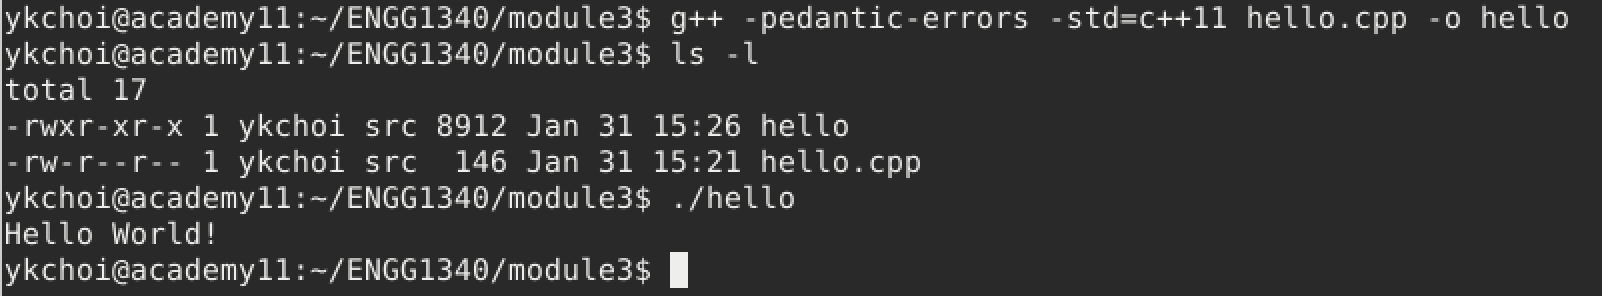 ykchoi@academy11:~/ENGG1340/module3$ g++ -pedantic-errors -std=c++11 hello.cpp -o hello
ykchoi@academy11:~/ENGG1340/module3$ ls -l
total 17
-rwxr-xr-x 1 ykchoi src 8912 Jan 31 15:26 hello
-rw-r--r-- 1 ykchoi src  146 Jan 31 15:21 hello.cpp
ykchoi@academy11:~/ENGG1340/module3$ ./hello
Hello World!
ykchoi@academy11:~/ENGG1340/module3$